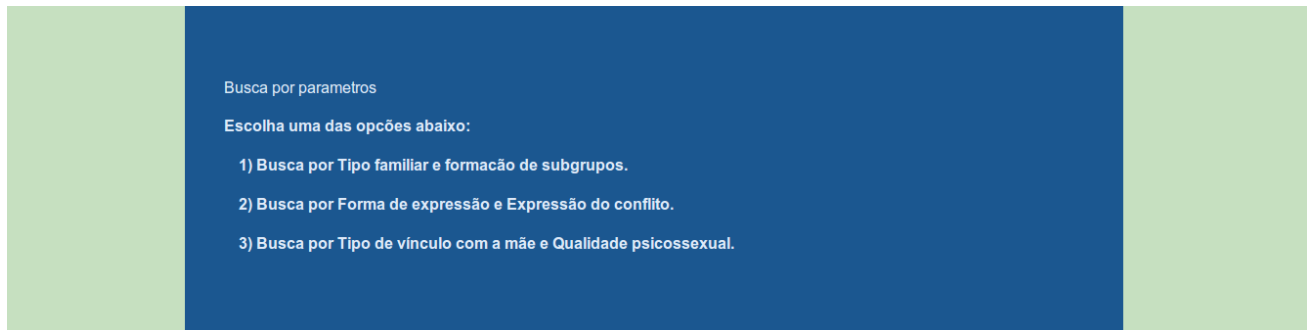 Busca por parametros
Escolha uma das opcões abaixo:
1) Busca por Tipo familiar e formacão de subgrupos.
2) Busca por Forma de expressão e Expressão do conflito.
3) Busca por Tipo de vínculo com a mãe e Qualidade psicossexual.